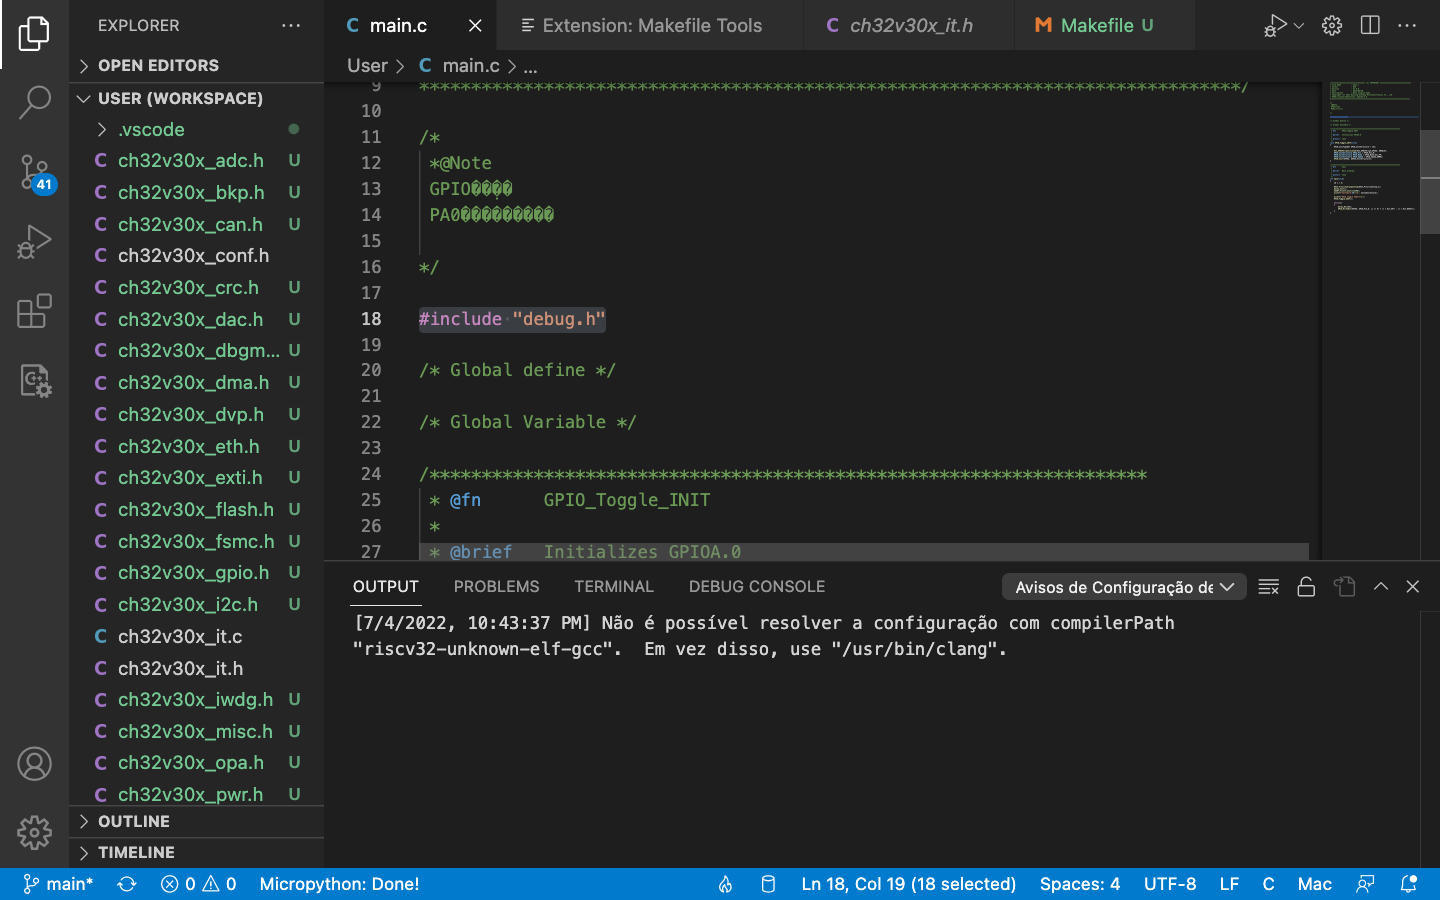 EXPLORER
OPEN EDITORS
USER (WORKSPACE)
.vscode
ch32v30x_adc.h U
ch32v30x_bkp.h U
ch32v30x_can.h U
ch32v30x_conf.h
ch32v30x_crc.h U
ch32v30x_dac.h U
ch32v30x_dbgm... U
ch32v30x_dma.h U
ch32v30x_dvp.h U
ch32v30x_eth.h U
ch32v30x_exti.h U
ch32v30x_flash.h U
ch32v30x_fsmc.h U
ch32v30x_gpio.h U
ch32v30x_i2c.h U
ch32v30x_it.c
ch32v30x_it.h
ch32v30x_iwdg.h U
ch32v30x_misc.h U
ch32v30x_opa.h U
ch32v30x_pwr.h U
OUTLINE
TIMELINE
41
C main.c
Extension: Makefile Tools
C ch32v30x_it.h
M Makefile U
User > C main.c > ...
9 *******************************************************************************/
10
11 /*
12 *@Note
13 GPIO����
14 PA0���������
15
16 */
17
18 #include "debug.h"
19
20 /* Global define */
21
22 /* Global Variable */
23
24 /*********************************************************************
25 * @fn      GPIO_Toggle_INIT
26 *
27 * @brief   Initializes GPIOA.0
OUTPUT PROBLEMS TERMINAL DEBUG CONSOLE
Avisos de Configuração de
[7/4/2022, 10:43:37 PM] Não é possível resolver a configuração com compilerPath
"riscv32-unknown-elf-gcc".  Em vez disso, use "/usr/bin/clang".
main* 0 0 Micropython: Done! Ln 18, Col 19 (18 selected) Spaces: 4 UTF-8 LF C Mac